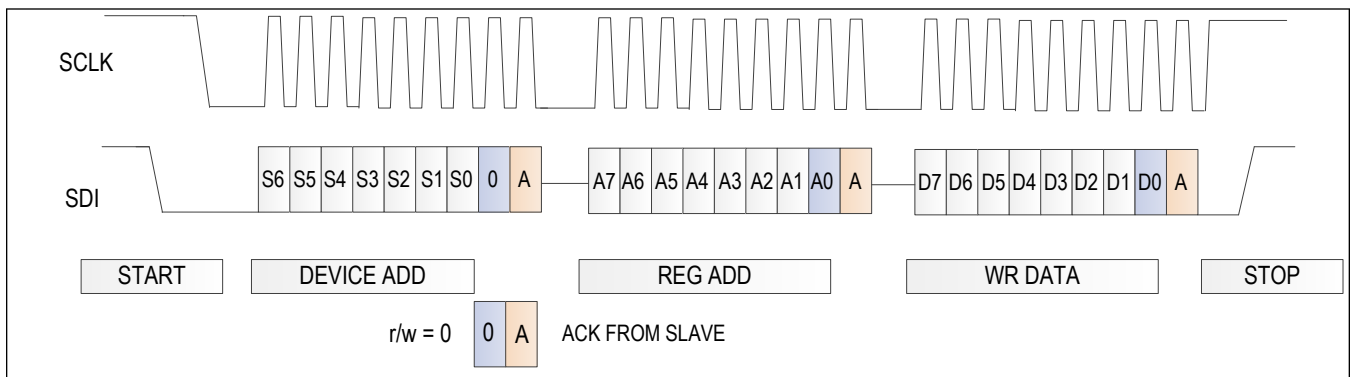 SCLK
SDI
S6 S5 S4 S3 S2 S1 S0 0 A A7 A6 A5 A4 A3 A2 A1 A0 A D7 D6 D5 D4 D3 D2 D1 D0 A
START DEVICE ADD REG ADD WR DATA STOP
r/w = 0 0 A ACK FROM SLAVE